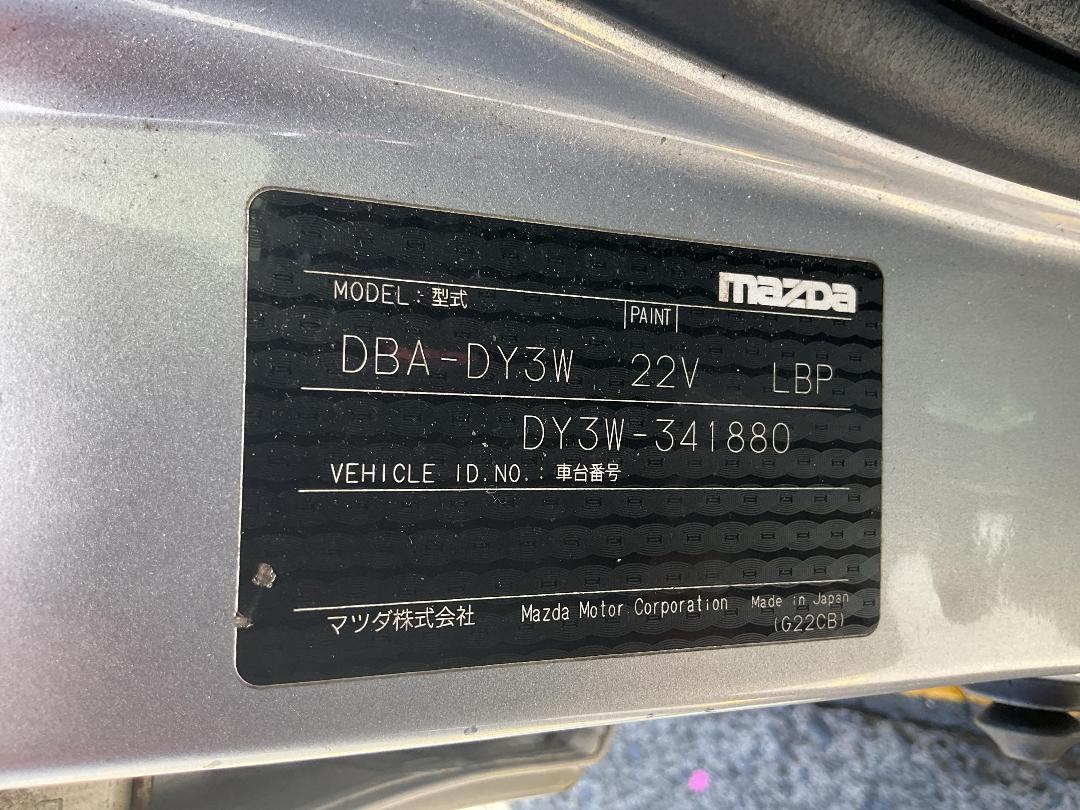 mazda
MODEL : 型式
PAINT
DBA-DY3W 22V LBP
DY3W-341880
VEHICLE ID.NO. : 車台番号
マツダ株式会社 Mazda Motor Corporation Made in Japan
(G22CB)